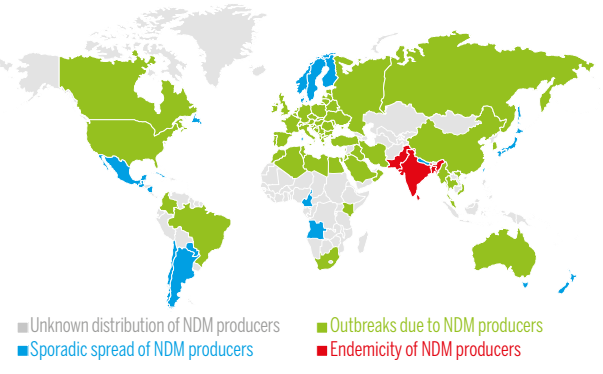 Unknown distribution of NDM producers
Outbreaks due to NDM producers
Sporadic spread of NDM producers
Endemicity of NDM producers